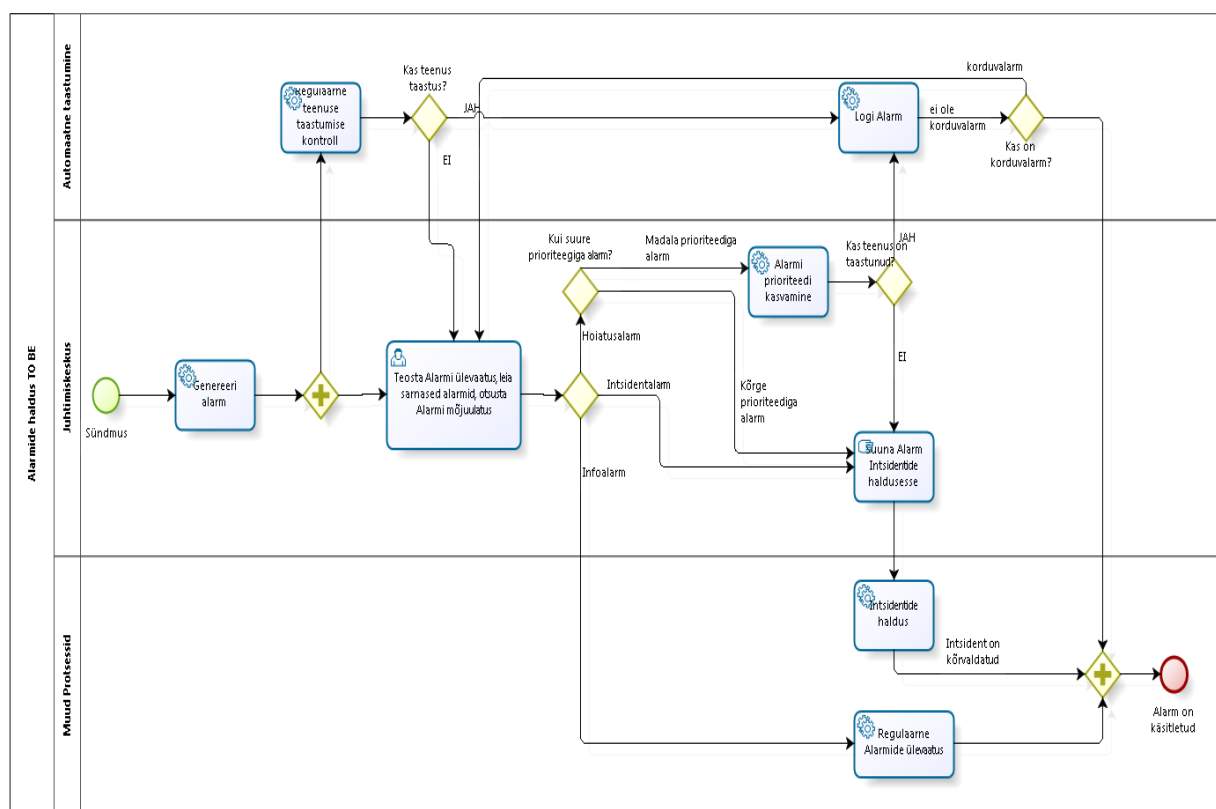 Alarmide haldus TO BE
Automaatne taastumine
Regulaarne
teenuse
taastumise
kontroll
Kas teenus
taastus?
JAH
EI
Logi Alarm
korduvalarm
ei ole
korduvalarm
Kas on
korduvalarm?
Juhtimiskeskus
Sündmus
Genereeri
alarm
Teosta Alarmi ülevaatus, leia
sarnased alarmid, otsusta
Alarmi mõjuulatus
Kui suure
prioriteegiga alarm?
Madala prioriteediga
alarm
Alarmi
prioriteedi
kasvamine
Kas teenus on
taastunud?
JAH
EI
Hoiatusalarm
Intsidentalarm
Infoalarm
Kõrge
prioriteediga
alarm
Suuna Alarm
Intsidentide
haldusesse
Muud Protsessid
Intsidentide
haldus
Intsident on
kõrvaldatud
Regulaarne
Alarmide ülevaatus
Alarm on
käsitletud